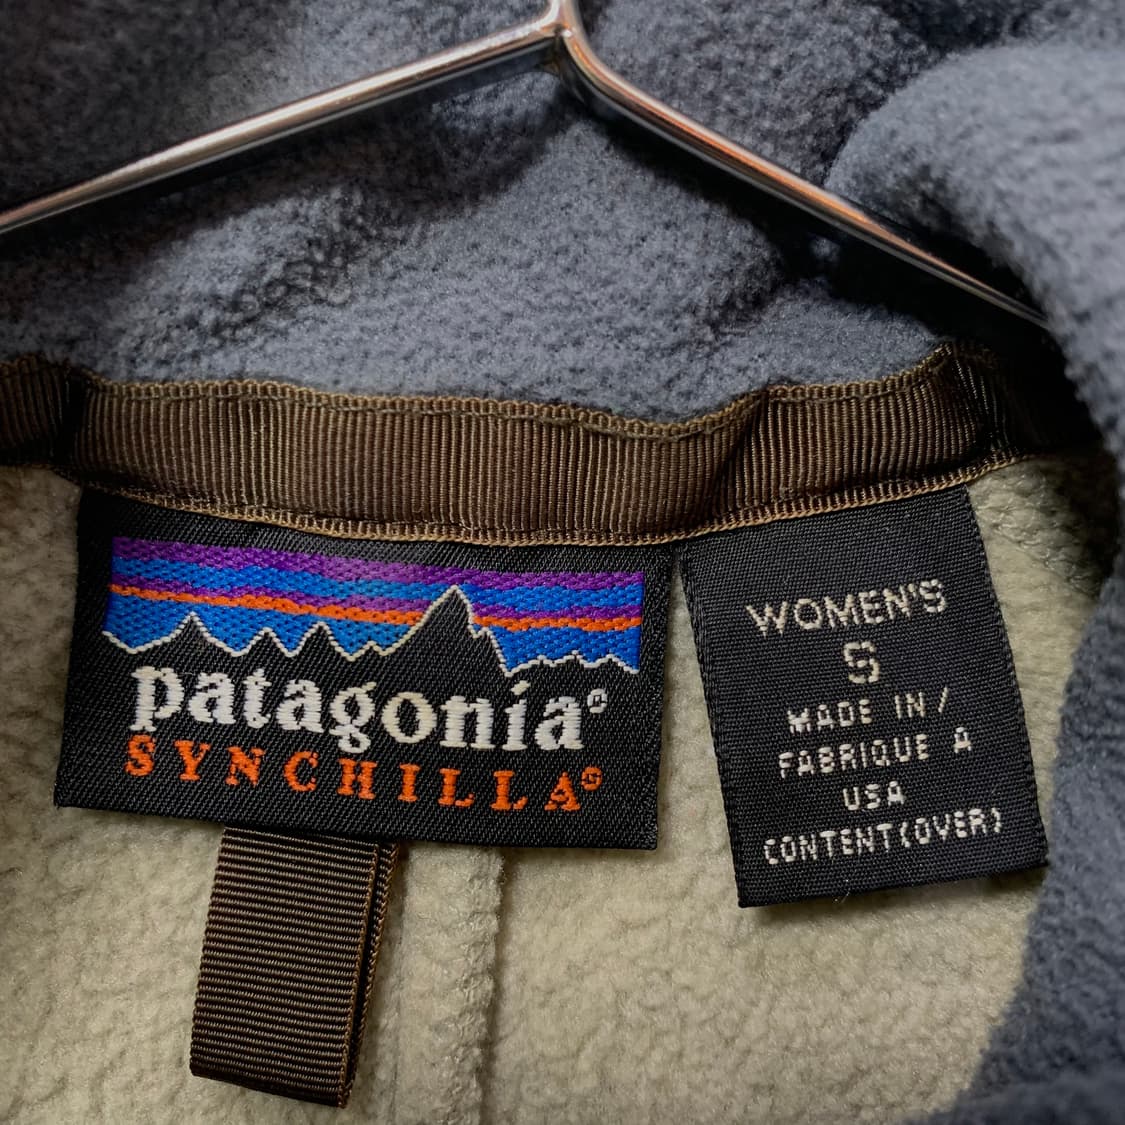 patagonia®
SYNCHILLA®
WOMEN'S
S
MADE IN/
FABRIQUE A
USA
CONTENT(OVER)